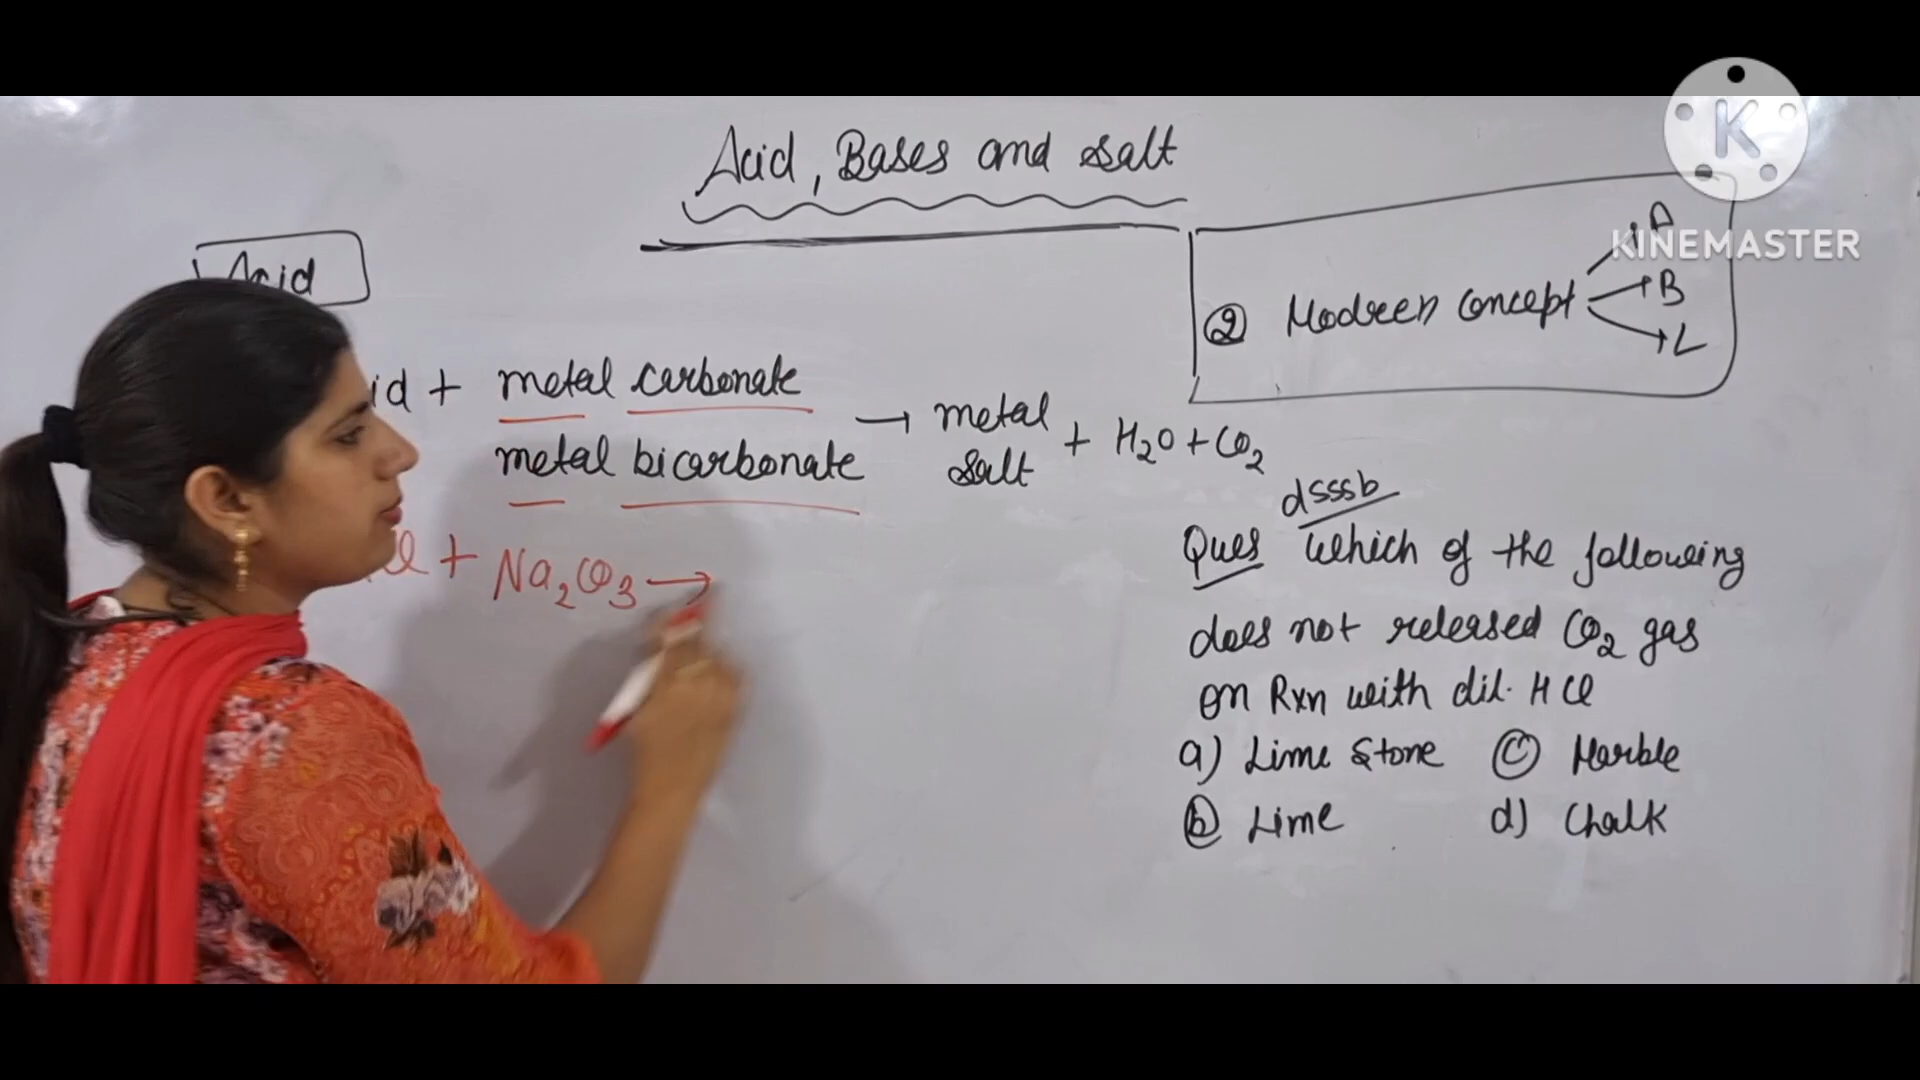 Acid, Bases and salt
KINEMASTER
Acid
② Modreen concept
A
B
L
id + metal carbonate
metal bicarbonate → metal salt + H₂O + CO₂
dsssb
Ques which of the following
does not released CO₂ gas
on Rxn with dil. HCl
a) Lime Stone © Marble
ⓑ Lime d) Chalk
+ Na₂CO₃ →